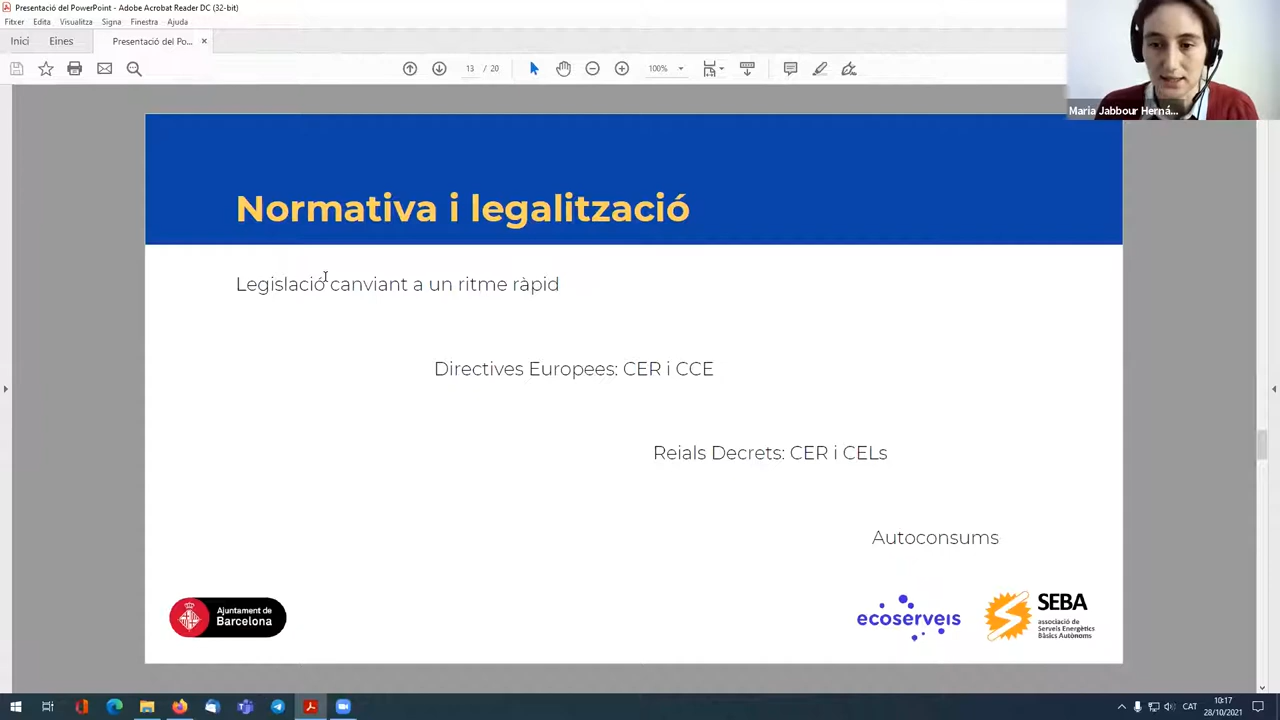 Presentació del PowerPoint - Adobe Acrobat Reader DC (32-bit)
Fitxer Edita Visualitza Signa Finestra Ajuda
Inici Eines Presentació del Po... ×
13 / 20 100%
Maria Jabbour Herná...
Normativa i legalització
Legislació canviant a un ritme ràpid
Directives Europees: CER i CCE
Reials Decrets: CER i CELs
Autoconsums
Ajuntament de
Barcelona
ecoserveis
SEBA
associació de
Serveis Energètics
Bàsics Autònoms
CAT
10:17
28/10/2021